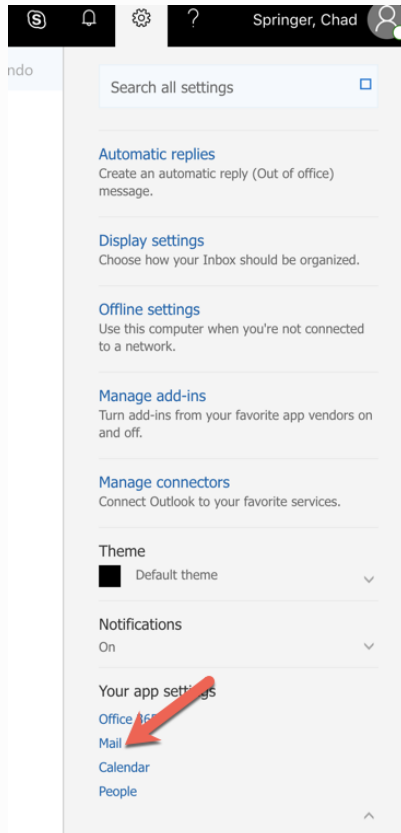 Springer, Chad
ndo
Search all settings
Automatic replies
Create an automatic reply (Out of office)
message.
Display settings
Choose how your Inbox should be organized.
Offline settings
Use this computer when you're not connected
to a network.
Manage add-ins
Turn add-ins from your favorite app vendors on
and off.
Manage connectors
Connect Outlook to your favorite services.
Theme
Default theme
Notifications
On
Your app settings
Office 365
Mail
Calendar
People